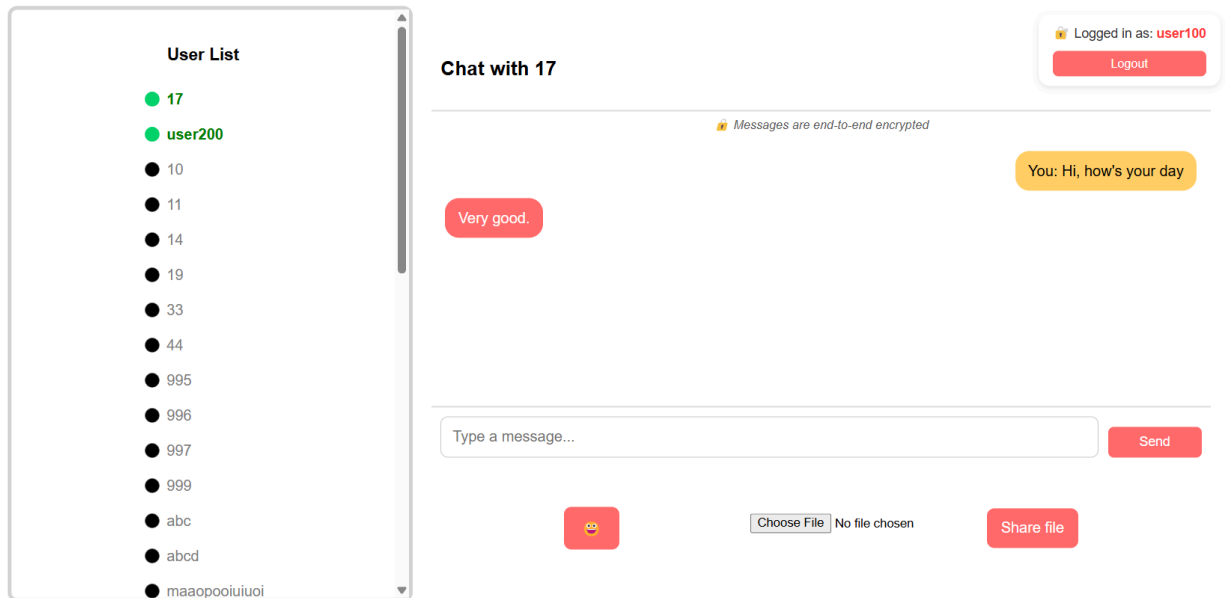 User List
17
user200
10
11
14
19
33
44
995
996
997
999
abc
abcd
maaopooiuiuoi
Chat with 17
Logged in as: user100
Logout
Messages are end-to-end encrypted
You: Hi, how's your day
Very good.
Type a message...
Send
Choose File No file chosen
Share file